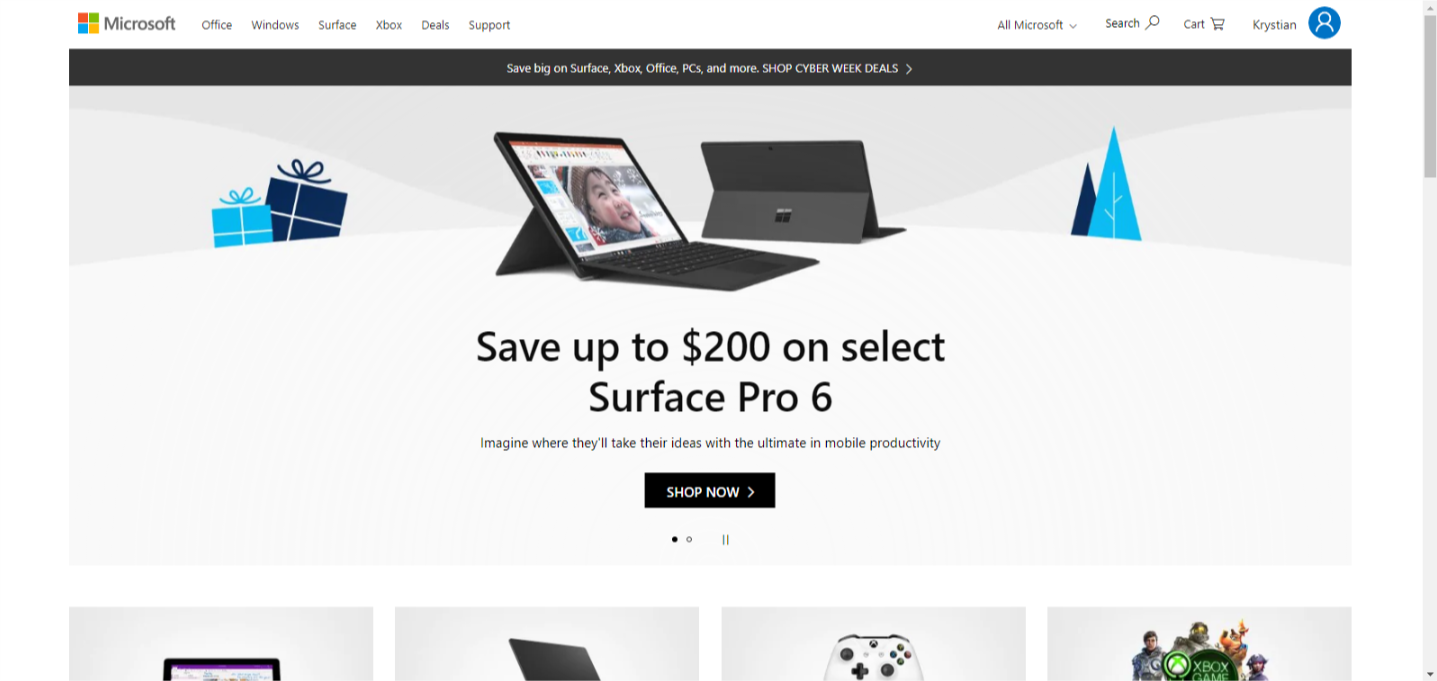 Microsoft
Office Windows Surface Xbox Deals Support All Microsoft Search Cart Krystian
Save big on Surface, Xbox, Office, PCs, and more. SHOP CYBER WEEK DEALS
Save up to $200 on select
Surface Pro 6
Imagine where they'll take their ideas with the ultimate in mobile productivity
SHOP NOW
XBOX
GAME